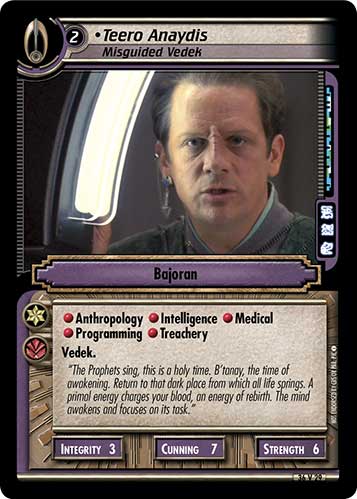 2
•Teero Anaydis
Misguided Vedek
Bajoran
Anthropology Intelligence Medical
Programming Treachery
Vedek.
"The Prophets sing, this is a holy time. B'tanay, the time of
awakening. Return to that dark place from which all life springs. A
primal energy charges your blood, an energy of rebirth. The mind
awakens and focuses on its task."
INTEGRITY 3 CUNNING 7 STRENGTH 6
36 V 29